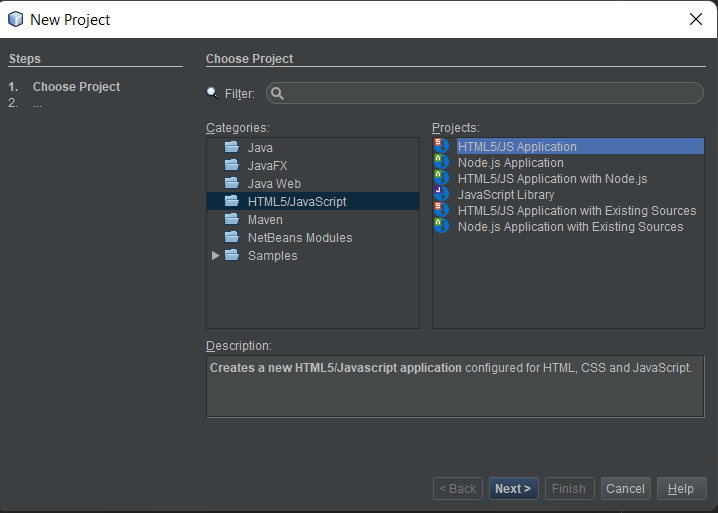 New Project
Steps
1. Choose Project
2. ...
Choose Project
Filter:
Categories:
Java
JavaFX
Java Web
HTML5/JavaScript
Maven
NetBeans Modules
Samples
Projects:
HTML5/JS Application
Node.js Application
HTML5/JS Application with Node.js
JavaScript Library
HTML5/JS Application with Existing Sources
Node.js Application with Existing Sources
Description:
Creates a new HTML5/Javascript application configured for HTML, CSS and JavaScript.
< Back Next > Finish Cancel Help